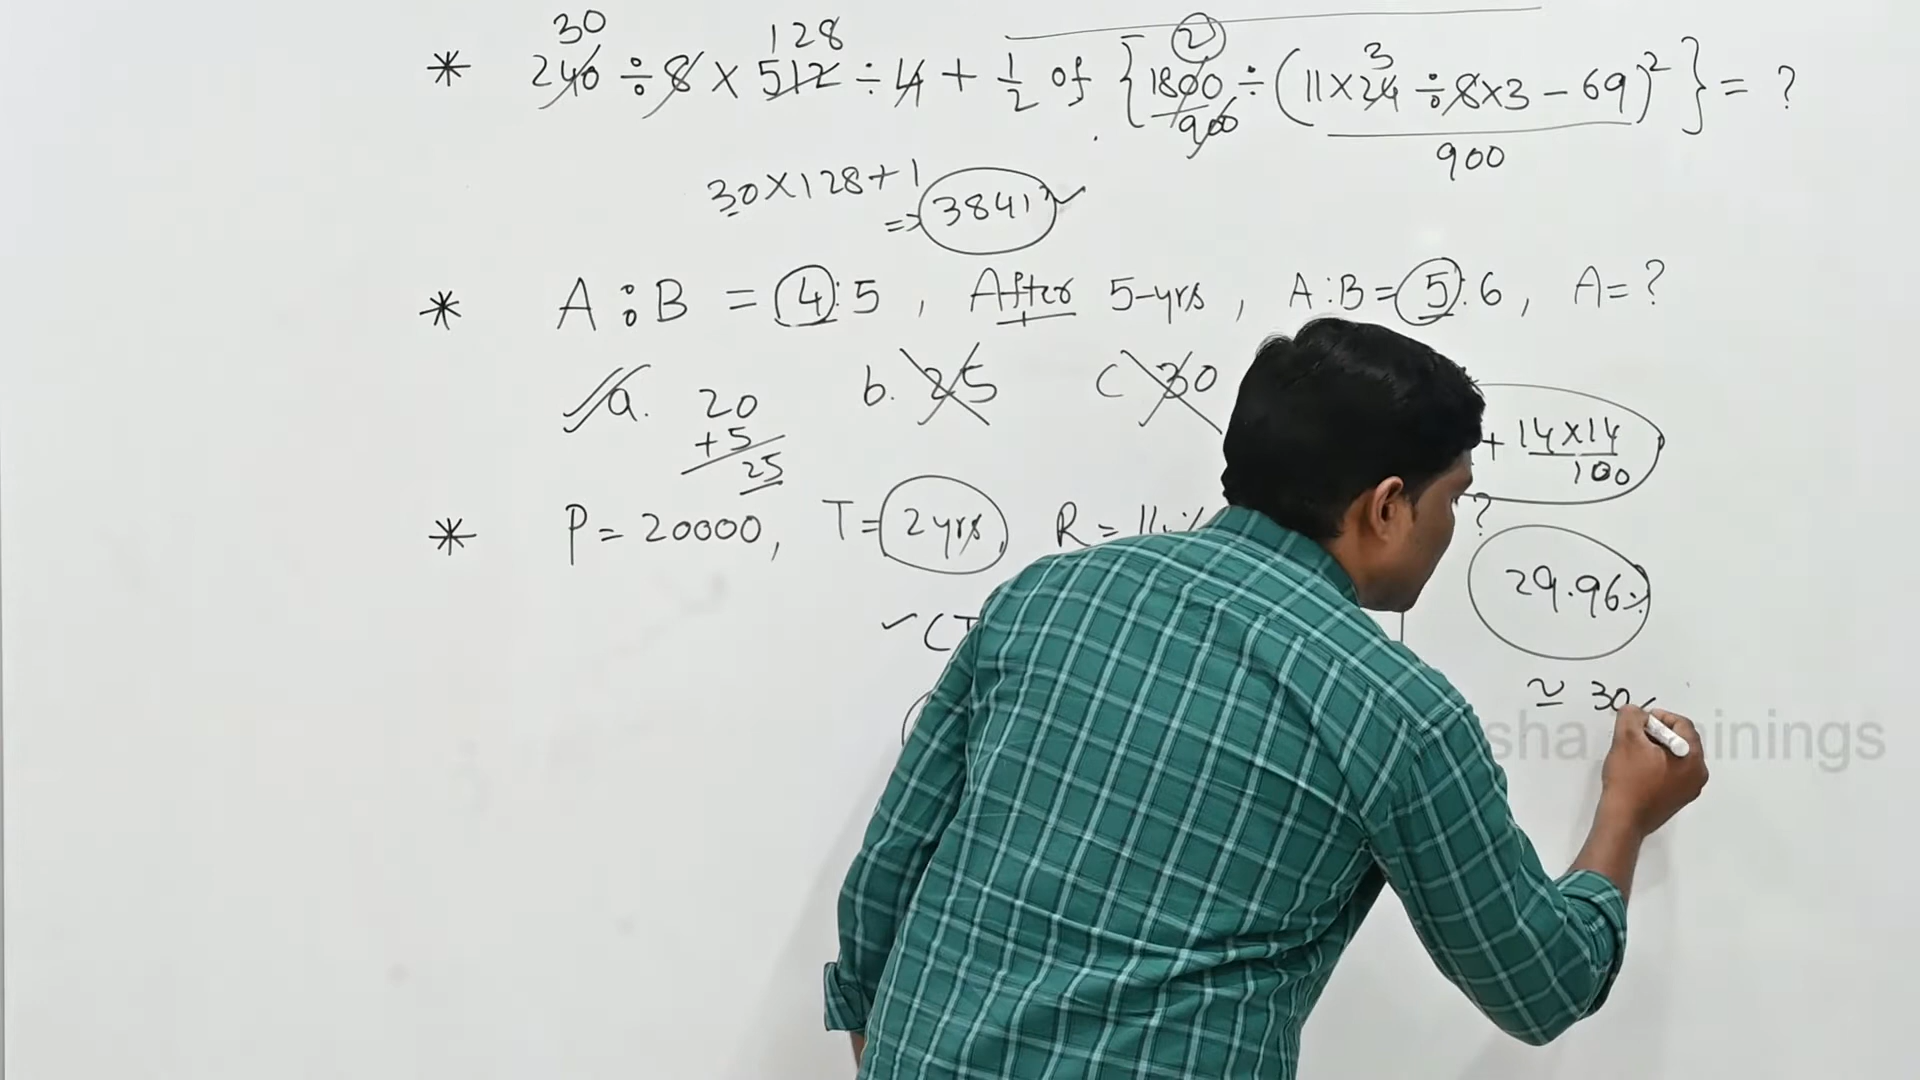 30 128 2 3
* 240 ÷ 8 × 512 ÷ 4 + 1/2 of {1800 ÷ (11×24 ÷ 8×3 − 69)² } = ?
900 900
30×128+1
=> 3841 ✓
* A : B = 4:5 , After 5-yrs , A:B = 5:6 , A= ?
a. 20 b. 25 c 30
+5
25
+ 14×14
100
* P = 20000, T = 2 yrs, R = 14% ?
29.96%
✓ CI
≈ 30